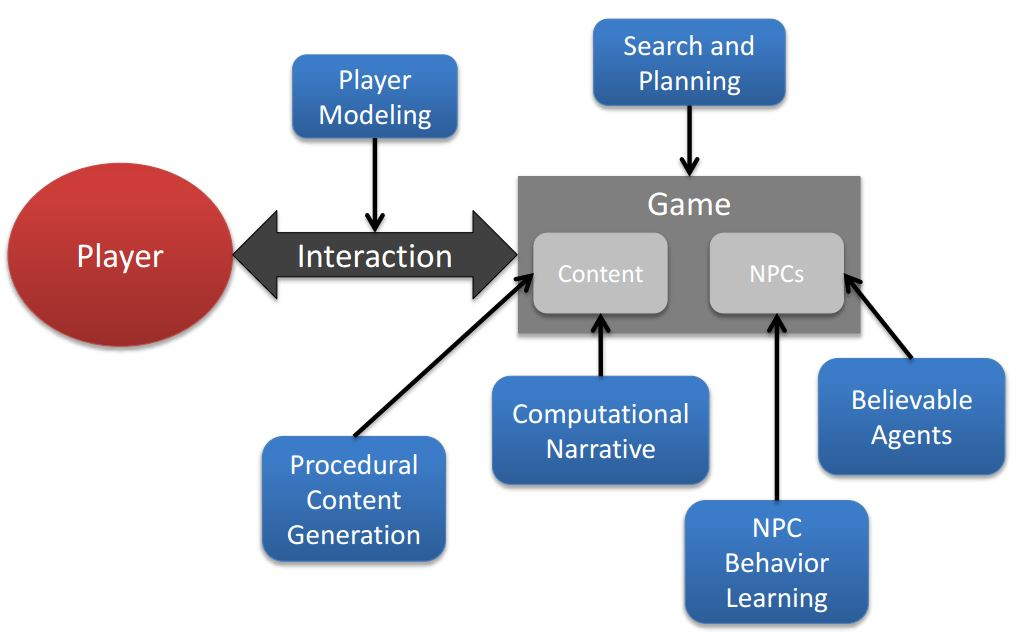 Search and
Planning
Player
Modeling
Game
Player
Interaction
Content
NPCs
Computational
Narrative
Believable
Agents
Procedural
Content
Generation
NPC
Behavior
Learning